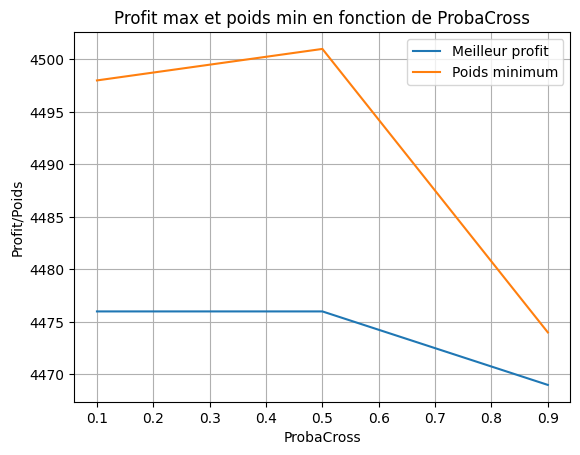 Profit max et poids min en fonction de ProbaCross
Meilleur profit
Poids minimum
Profit/Poids
4500
4495
4490
4485
4480
4475
4470
0.1 0.2 0.3 0.4 0.5 0.6 0.7 0.8 0.9
ProbaCross